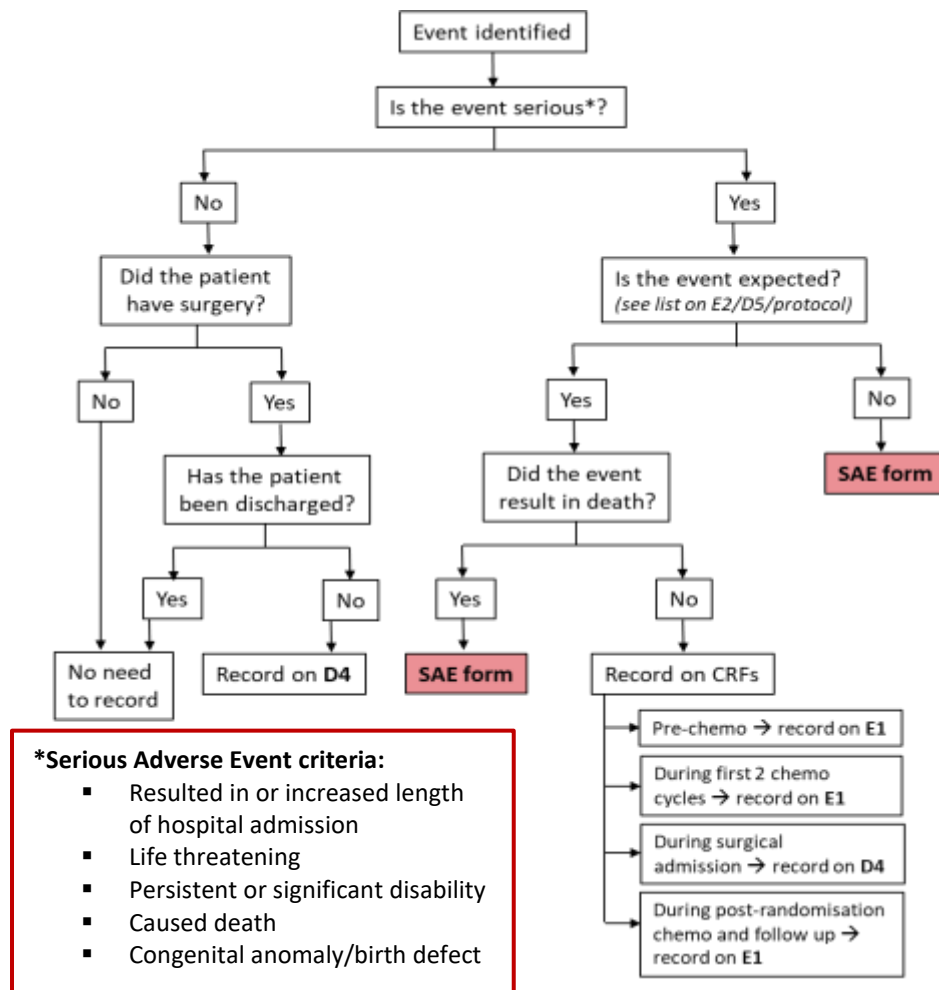 Event identified
Is the event serious*?
No
Yes
Did the patient
have surgery?
Is the event expected?
(see list on E2/D5/protocol)
No
Yes
Yes
No
Has the patient
been discharged?
Did the event
result in death?
SAE form
Yes
No
Yes
No
No need
to record
Record on D4
SAE form
Record on CRFs
Pre-chemo → record on E1
During first 2 chemo
cycles → record on E1
During surgical
admission → record on D4
During post-randomisation
chemo and follow up →
record on E1
*Serious Adverse Event criteria:
▪ Resulted in or increased length
of hospital admission
▪ Life threatening
▪ Persistent or significant disability
▪ Caused death
▪ Congenital anomaly/birth defect